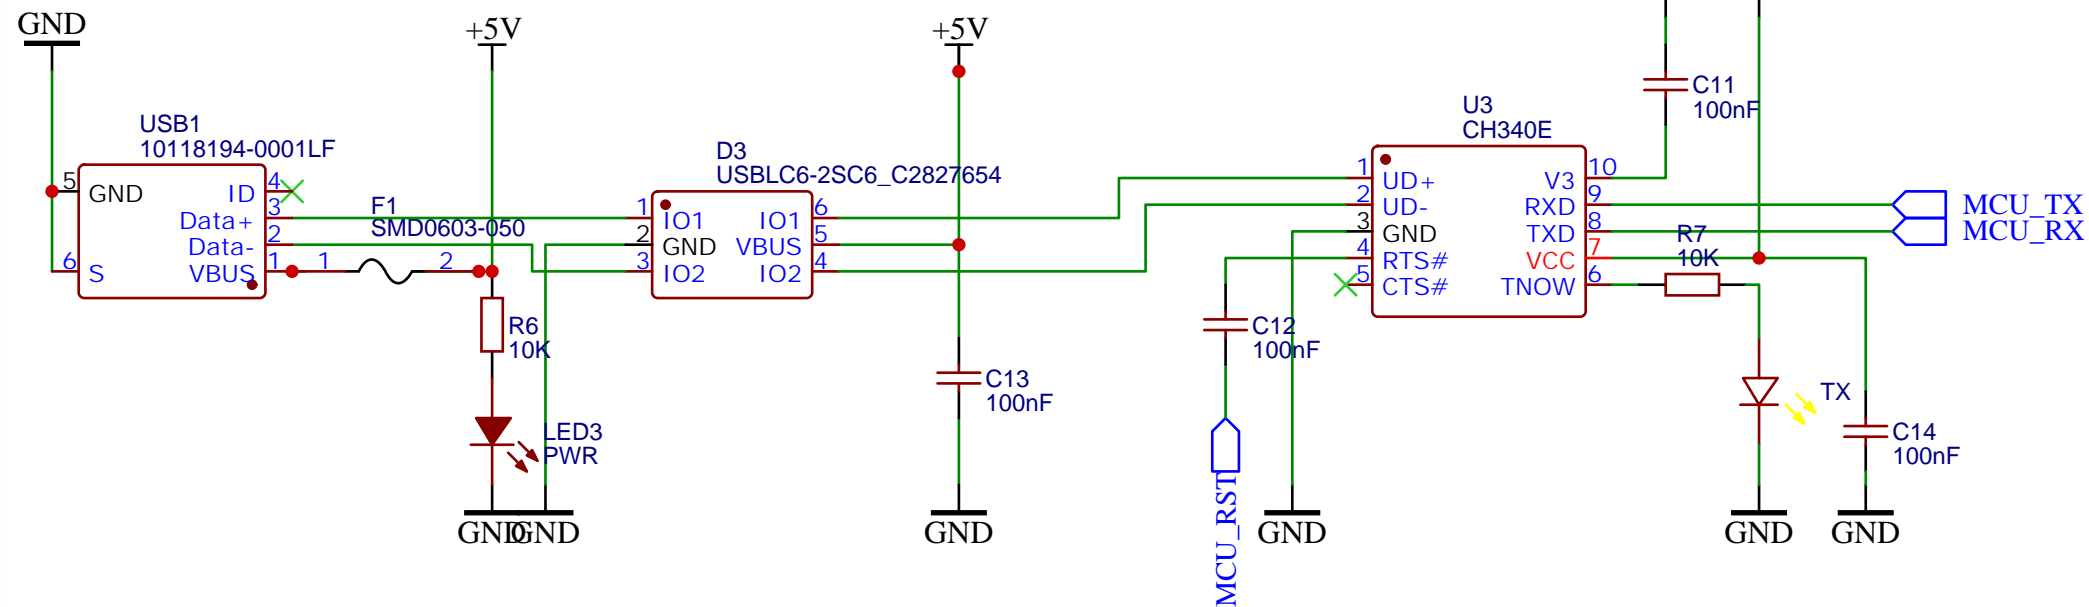 GND
+5V
+5V
USB1
10118194-0001LF
5
GND
ID
4
Data+
3
Data-
2
6
S
VBUS
1
F1
SMD0603-050
1
2
R6
10K
LED3
PWR
GND
GND
D3
USBLC6-2SC6_C2827654
1
IO1
IO1
6
2
GND
VBUS
5
3
IO2
IO2
4
C13
100nF
GND
C12
100nF
MCU_RST
GND
U3
CH340E
1
UD+
V3
10
2
UD-
RXD
9
3
GND
TXD
8
4
RTS#
VCC
7
5
CTS#
TNOW
6
C11
100nF
MCU_TX
MCU_RX
R7
10K
TX
C14
100nF
GND
GND